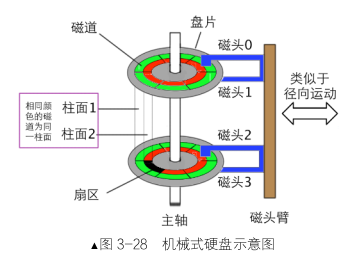 磁道
盘片
磁头0
磁头1
类似于
径向运动
相同颜
色的磁
道为同
一柱面
柱面1
柱面2
磁头2
磁头3
扇区
主轴
磁头臂
▲图 3-28 机械式硬盘示意图